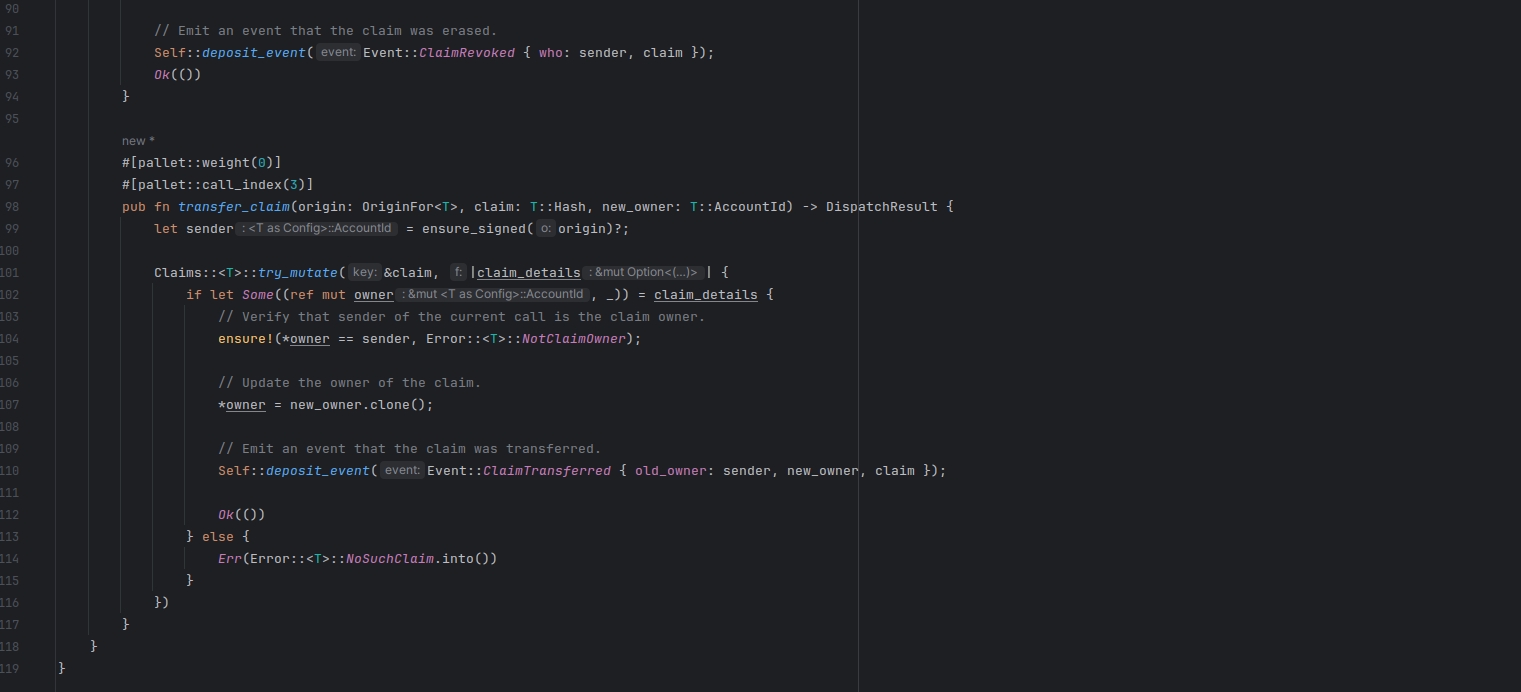 90
91 // Emit an event that the claim was erased.
92 Self::deposit_event( event: Event::ClaimRevoked { who: sender, claim });
93 Ok(())
94 }
95
new *
96 #[pallet::weight(0)]
97 #[pallet::call_index(3)]
98 pub fn transfer_claim(origin: OriginFor<T>, claim: T::Hash, new_owner: T::AccountId) -> DispatchResult {
99 let sender : <T as Config>::AccountId = ensure_signed( o: origin)?;
100
101 Claims::<T>::try_mutate( key: &claim, f: |claim_details : &mut Option<(...)> | {
102 if let Some((ref mut owner : &mut <T as Config>::AccountId , _)) = claim_details {
103 // Verify that sender of the current call is the claim owner.
104 ensure!(*owner == sender, Error::<T>::NotClaimOwner);
105
106 // Update the owner of the claim.
107 *owner = new_owner.clone();
108
109 // Emit an event that the claim was transferred.
110 Self::deposit_event( event: Event::ClaimTransferred { old_owner: sender, new_owner, claim });
111
112 Ok(())
113 } else {
114 Err(Error::<T>::NoSuchClaim.into())
115 }
116 })
117 }
118 }
119 }